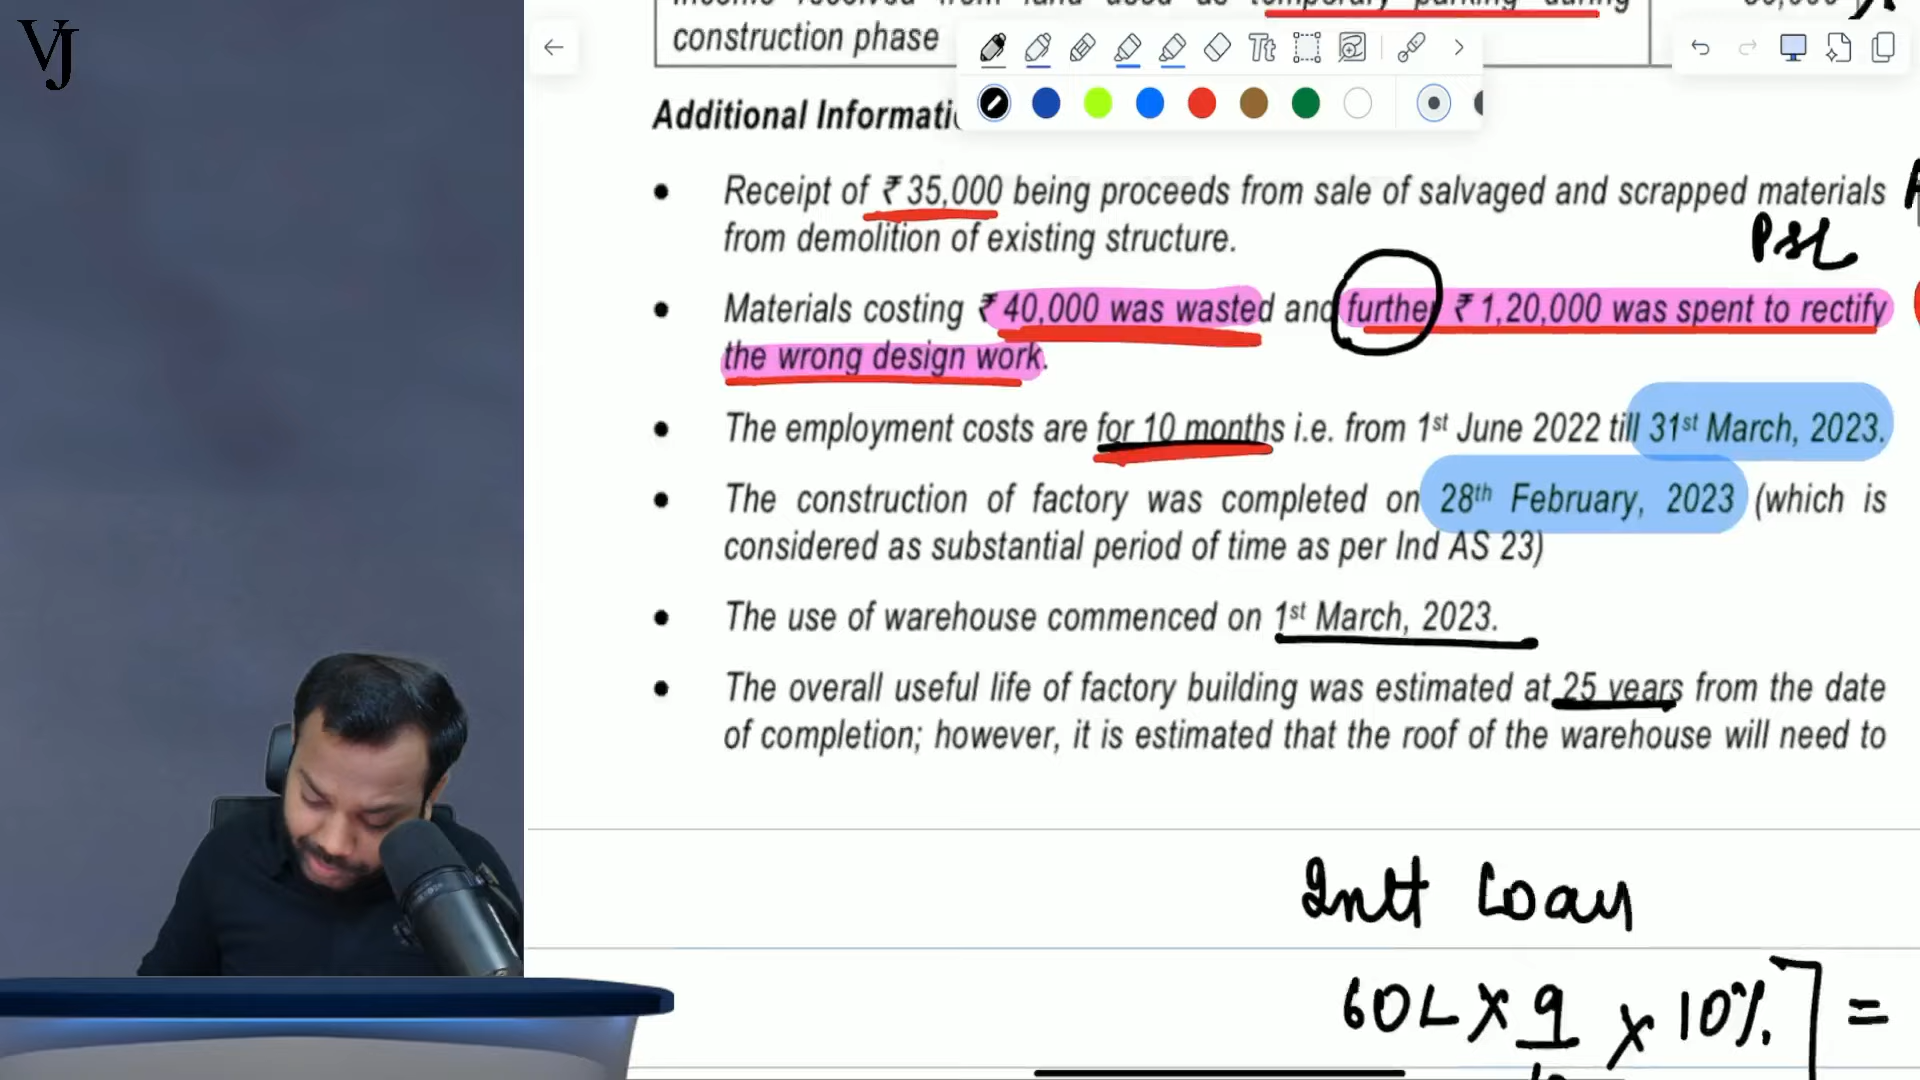 VJ
construction phase
Tt
Additional Informati
Receipt of ₹ 35,000 being proceeds from sale of salvaged and scrapped materials
from demolition of existing structure.
P&L
Materials costing ₹ 40,000 was wasted and further ₹ 1,20,000 was spent to rectify
the wrong design work.
The employment costs are for 10 months i.e. from 1st June 2022 till 31st March, 2023.
The construction of factory was completed on 28th February, 2023 (which is
considered as substantial period of time as per Ind AS 23)
The use of warehouse commenced on 1st March, 2023.
The overall useful life of factory building was estimated at 25 years from the date
of completion; however, it is estimated that the roof of the warehouse will need to
Intt Loan
60L X 9 X 10% ] =